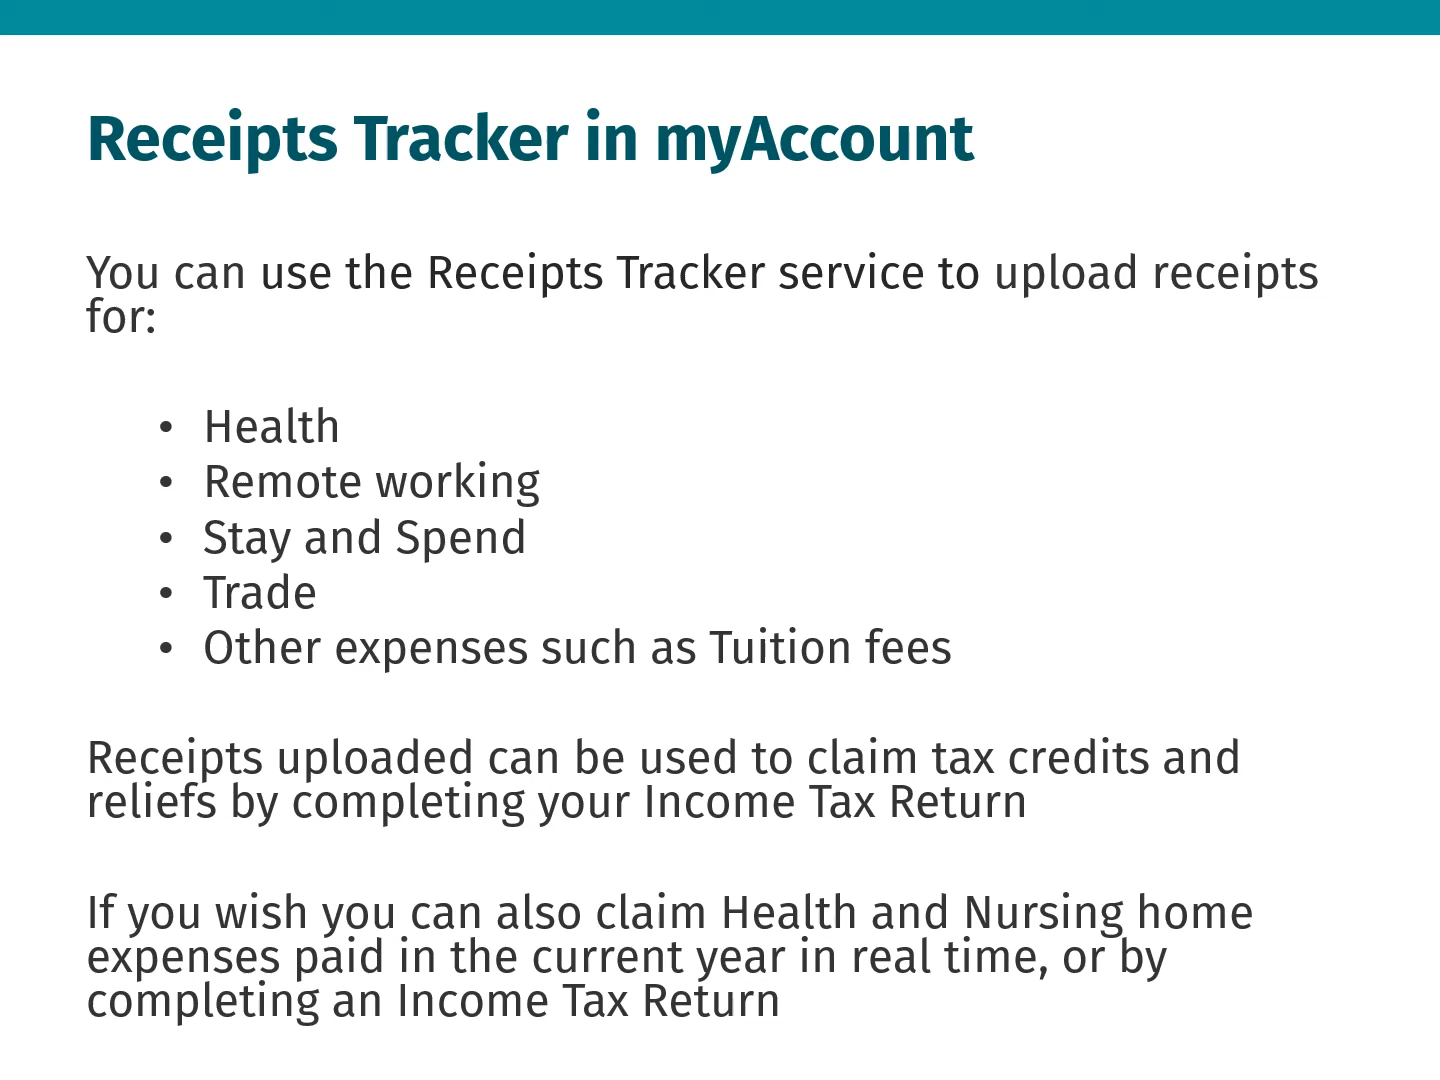 Receipts Tracker in myAccount
You can use the Receipts Tracker service to upload receipts
for:
• Health
• Remote working
• Stay and Spend
• Trade
• Other expenses such as Tuition fees
Receipts uploaded can be used to claim tax credits and
reliefs by completing your Income Tax Return
If you wish you can also claim Health and Nursing home
expenses paid in the current year in real time, or by
completing an Income Tax Return